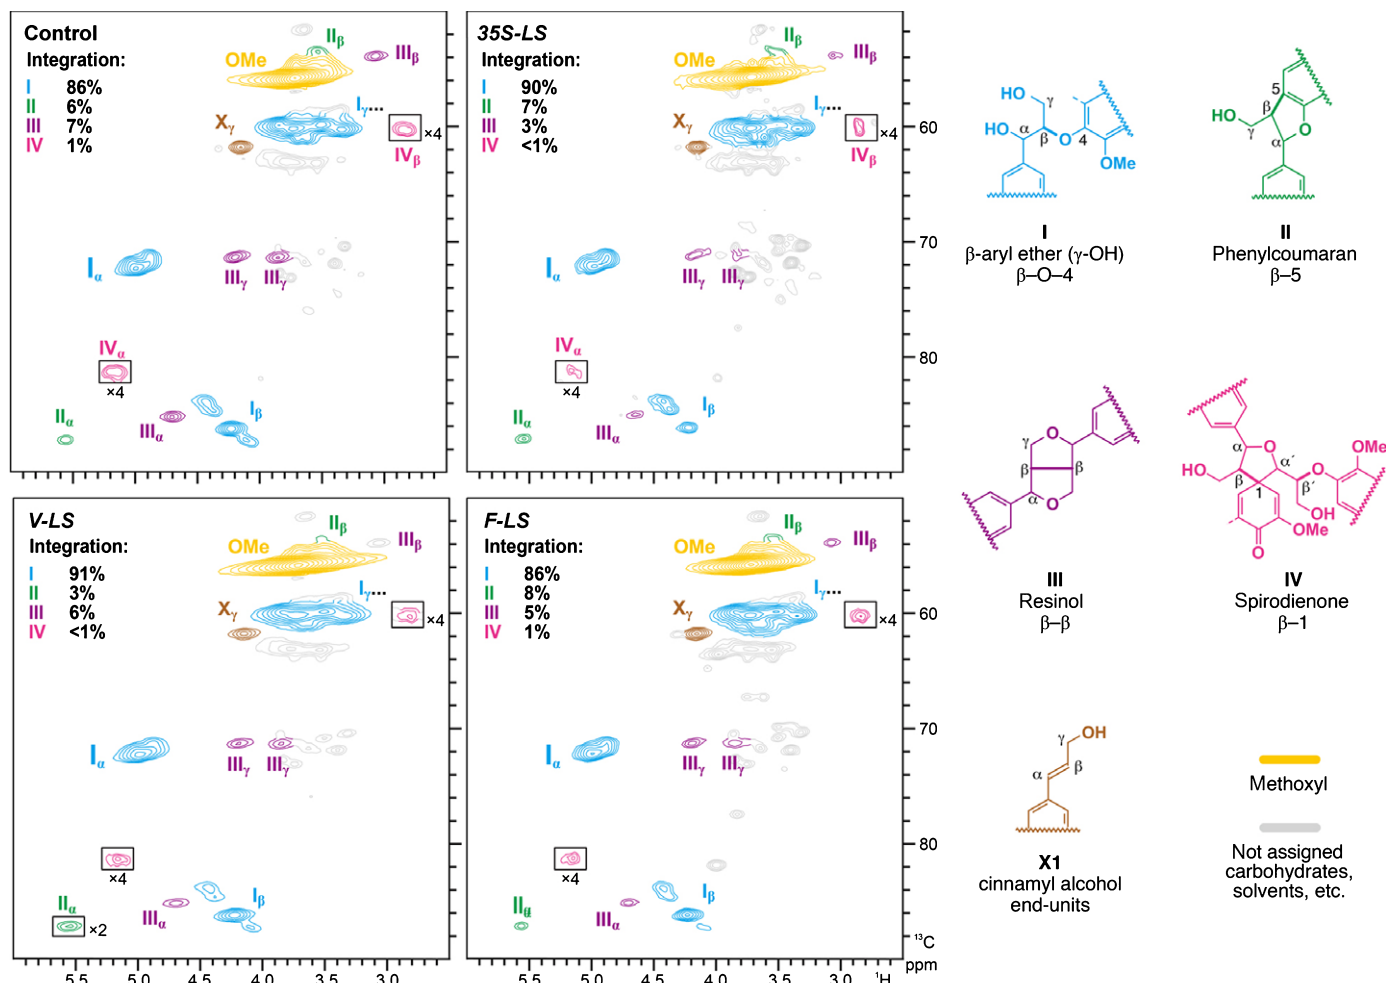 Control
Integration:
I 86%
II 6%
III 7%
IV 1%
OMe
IIβ
IIIβ
Iγ...
Xγ
×4
IVβ
Iα
IIIγ
IIIγ
IVα
×4
IIα
IIIα
Iβ
35S-LS
Integration:
I 90%
II 7%
III 3%
IV <1%
OMe
IIβ
IIIβ
Iγ...
Xγ
×4
IVβ
Iα
IIIγ
IIIγ
IVα
×4
IIα
IIIα
Iβ
60
70
80
V-LS
Integration:
I 91%
II 3%
III 6%
IV <1%
OMe
IIβ
IIIβ
Iγ...
Xγ
×4
Iα
IIIγ
IIIγ
×4
IIα
×2
IIIα
Iβ
5.5 5.0 4.5 4.0 3.5 3.0
F-LS
Integration:
I 86%
II 8%
III 5%
IV 1%
OMe
IIβ
IIIβ
Iγ...
Xγ
×4
Iα
IIIγ
IIIγ
×4
IIα
IIIα
Iβ
60
70
80
13C
ppm
5.5 5.0 4.5 4.0 3.5 3.0 1H
HO
γ
HO
α
β
O
4
OMe
I
β-aryl ether (γ-OH)
β–O–4
5
β
HO
γ
O
α
II
Phenylcoumaran
β–5
γ
O
β
β
α
O
III
Resinol
β–β
α
O
α´
HO
β
1
β´
O
OMe
OH
OMe
O
IV
Spirodienone
β–1
γ
OH
α
β
X1
cinnamyl alcohol
end-units
Methoxyl
Not assigned
carbohydrates,
solvents, etc.